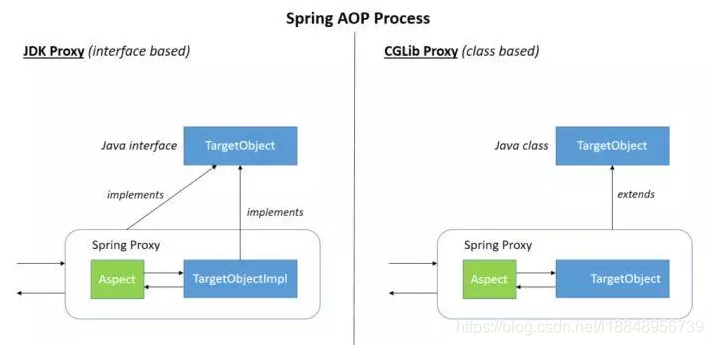 Spring AOP Process
JDK Proxy (interface based)
Java interface
TargetObject
implements
implements
Spring Proxy
Aspect
TargetObjectImpl
CGLib Proxy (class based)
Java class
TargetObject
extends
Spring Proxy
Aspect
TargetObject
https://blog.csdn.net/l18848956739